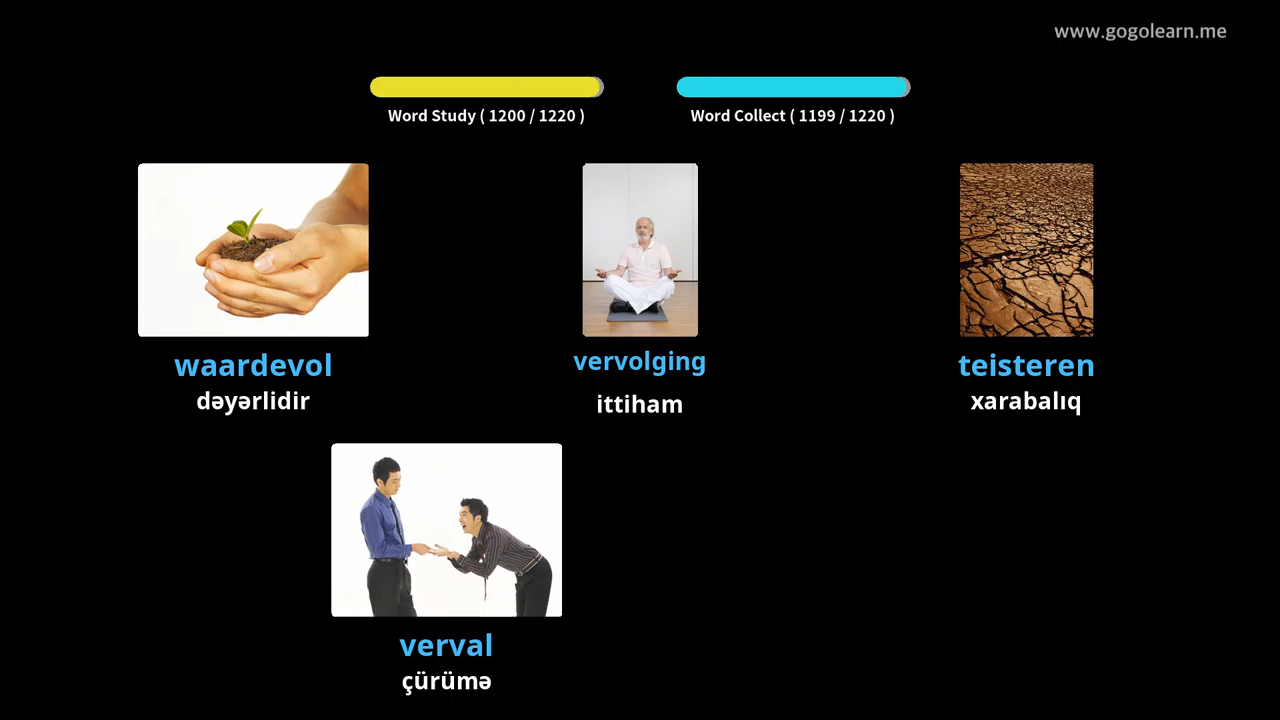 www.gogolearn.me
Word Study ( 1200 / 1220 )
Word Collect ( 1199 / 1220 )
waardevol
dəyərlidir
vervolging
ittiham
teisteren
xarabalıq
verval
çürümə